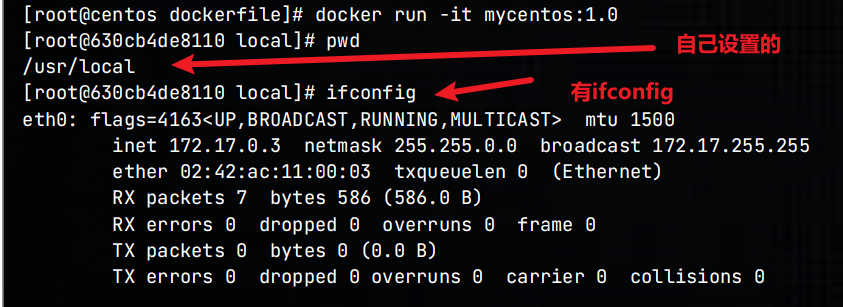 [root@centos dockerfile]# docker run -it mycentos:1.0
[root@630cb4de8110 local]# pwd
自己设置的
/usr/local
[root@630cb4de8110 local]# ifconfig
有ifconfig
eth0: flags=4163<UP,BROADCAST,RUNNING,MULTICAST>  mtu 1500
        inet 172.17.0.3  netmask 255.255.0.0  broadcast 172.17.255.255
        ether 02:42:ac:11:00:03  txqueuelen 0  (Ethernet)
        RX packets 7  bytes 586 (586.0 B)
        RX errors 0  dropped 0  overruns 0  frame 0
        TX packets 0  bytes 0 (0.0 B)
        TX errors 0  dropped 0 overruns 0  carrier 0  collisions 0